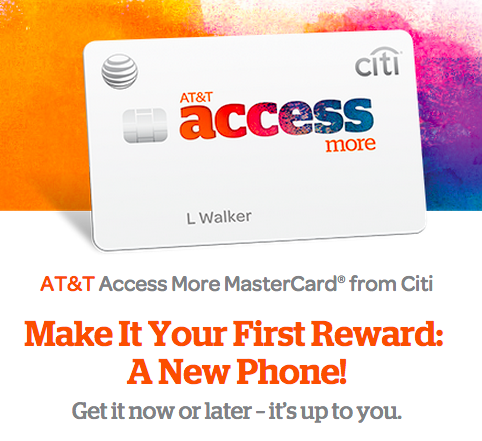 citi
AT&T
access
more
L Walker
AT&T Access More MasterCard® from Citi
Make It Your First Reward:
A New Phone!
Get it now or later – it's up to you.